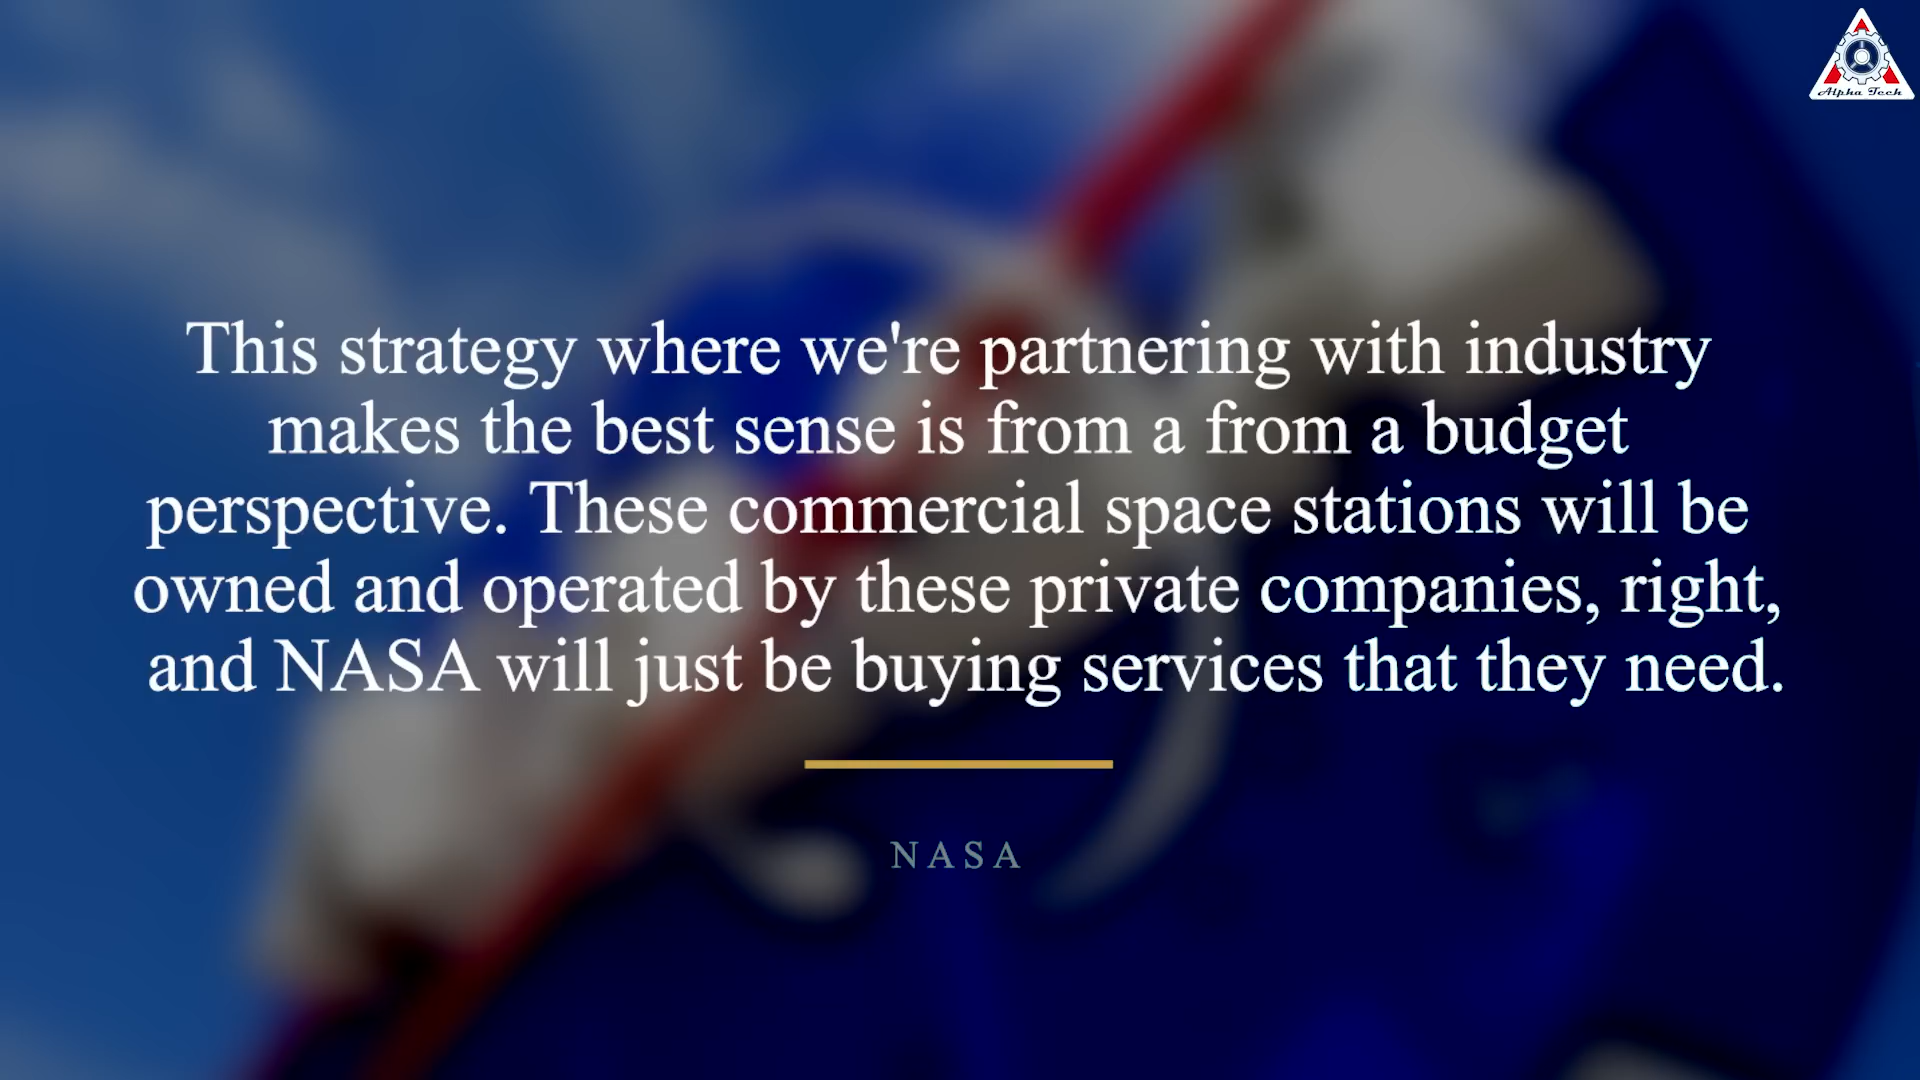 Alpha Tech
This strategy where we're partnering with industry
makes the best sense is from a from a budget
perspective. These commercial space stations will be
owned and operated by these private companies, right,
and NASA will just be buying services that they need.
NASA